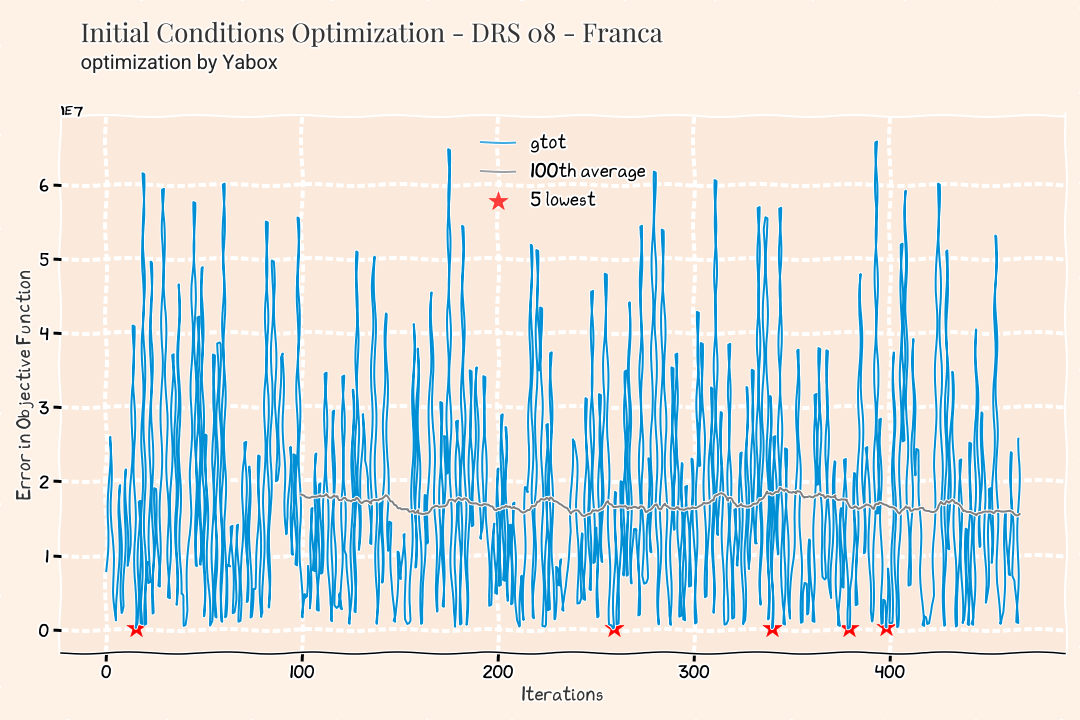 Initial Conditions Optimization - DRS 08 - Franca
optimization by Yabox
1E7
gtot
100th average
5 lowest
6
5
4
3
2
1
0
Error in Objective Function
0 100 200 300 400
Iterations